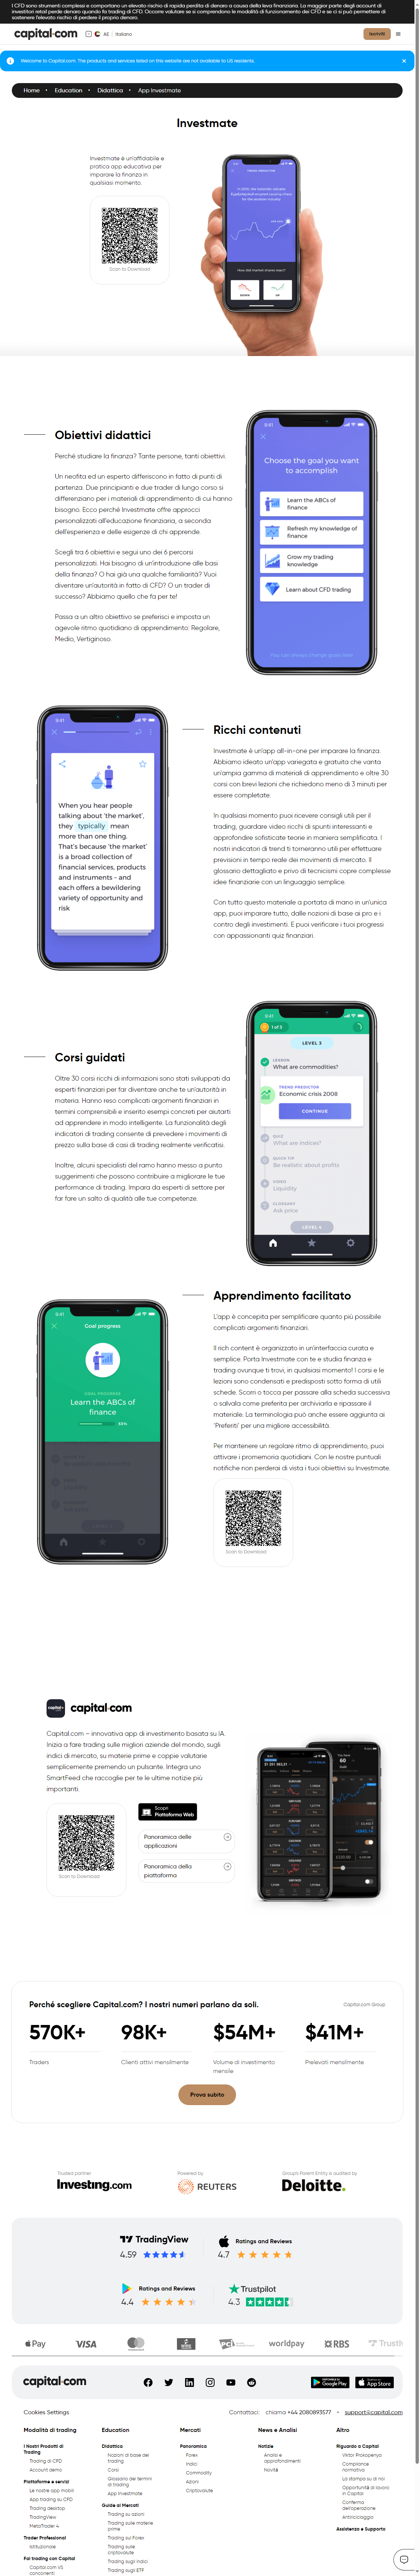 I CFD sono strumenti complessi e comportano un elevato rischio di rapida perdita di denaro a causa della leva finanziaria. La maggior parte degli account di
investitori retail perde denaro quando fa trading di CFD. Occorre valutare se si comprendono le modalità di funzionamento dei CFD e se ci si può permettere di
sostenere l'elevato rischio di perdere il proprio denaro.
capital.com
AE
Italiano
Iscriviti
Welcome to Capital.com. The products and services listed on this website are not available to US residents.
Home
Education
Didattica
App Investmate
Investmate
Investmate è un'affidabile e
pratica app educativa per
imparare la finanza in
qualsiasi momento.
Scan to Download
How did market shares react?
DOWN
UP
Obiettivi didattici
Perché studiare la finanza? Tante persone, tanti obiettivi.
Un neofita ed un esperto differiscono in fatto di punti di
partenza. Due principianti e due trader di lungo corso si
differenziano per i materiali di apprendimento di cui hanno
bisogno. Ecco perché Investmate offre approcci
personalizzati all'educazione finanziaria, a seconda
dell'esperienza e delle esigenze di chi apprende.
Scegli tra 6 obiettivi e segui uno dei 6 percorsi
personalizzati. Hai bisogno di un'introduzione alle basi
della finanza? O hai già una qualche familiarità? Vuoi
diventare un'autorità in fatto di CFD? O un trader di
successo? Abbiamo quello che fa per te!
Passa a un altro obiettivo se preferisci e imposta un
agevole ritmo quotidiano di apprendimento: Regolare,
Medio, Vertiginoso.
9:41
Choose the goal you want
to accomplish
Learn the ABCs of
finance
Refresh my knowledge of
finance
Grow my trading
knowledge
Learn about CFD trading
You can always change goals later
9:41
When you hear people
talking about 'the market',
they typically mean
more than one thing.
That's because 'the market'
is a broad collection of
financial services, products
and instruments - and
each offers a bewildering
variety of opportunity and
risk
Ricchi contenuti
Investmate è un'app all-in-one per imparare la finanza.
Abbiamo ideato un'app variegata e gratuita che vanta
un'ampia gamma di materiali di apprendimento e oltre 30
corsi con brevi lezioni che richiedono meno di 3 minuti per
essere completate.
In qualsiasi momento puoi ricevere consigli utili per il
trading, guardare video ricchi di spunti interessanti e
approfondire sofisticate teorie in maniera semplificata. I
nostri indicatori di trend ti torneranno utili per effettuare
previsioni in tempo reale dei movimenti di mercato. Il
glossario dettagliato e privo di tecnicismi copre complesse
idee finanziarie con un linguaggio semplice.
Con tutto questo materiale a portata di mano in un'unica
app, puoi imparare tutto, dalle nozioni di base ai pro e i
contro degli investimenti. E puoi verificare i tuoi progressi
con appassionanti quiz finanziari.
Corsi guidati
Oltre 30 corsi ricchi di informazioni sono stati sviluppati da
esperti finanziari per far diventare anche te un'autorità in
materia. Hanno reso complicati argomenti finanziari in
termini comprensibili e inserito esempi concreti per aiutarti
ad apprendere in modo intelligente. La funzionalità degli
indicatori di trading consente di prevedere i movimenti di
prezzo sulla base di casi di trading realmente verificatisi.
Inoltre, alcuni specialisti del ramo hanno messo a punto
suggerimenti che possono contribuire a migliorare le tue
performance di trading. Impara da esperti di settore per
far fare un salto di qualità alle tue competenze.
9:41
1 of 5
LEVEL 3
LESSON
What are commodities?
TREND PREDICTOR
Economic crisis 2008
CONTINUE
QUIZ
What are indices?
QUICK TIP
Be realistic about profits
VIDEO
Liquidity
GLOSSARY
Ask price
LEVEL 4
9:41
Goal progress
GOAL PROGRESS
Learn the ABCs of
finance
Apprendimento facilitato
L'app è concepita per semplificare quanto più possibile
complicati argomenti finanziari.
Il rich content è organizzato in un'interfaccia curata e
semplice. Porta Investmate con te e studia finanza e
trading ovunque ti trovi, in qualsiasi momento! I corsi e le
lezioni sono condensati e predisposti sotto forma di utili
schede. Scorri o tocca per passare alla scheda successiva
o salvala come preferita per archiviarla e ripassare il
materiale. La terminologia può anche essere aggiunta ai
'Preferiti' per una migliore accessibilità.
Per mantenere un regolare ritmo di apprendimento, puoi
attivare i promemoria quotidiani. Con le nostre puntuali
notifiche non perderai di vista i tuoi obiettivi su Investmate.
Scan to Download
capital.com
Capital.com – innovativa app di investimento basata su IA.
Inizia a fare trading sulle migliori aziende del mondo, sugli
indici di mercato, su materie prime e coppie valutarie
semplicemente premendo un pulsante. Integra uno
SmartFeed che raccoglie per te le ultime notizie più
importanti.
Scan to Download
Scopri
Piattaforma Web
Panoramica delle
applicazioni
Panoramica della
piattaforma
Perché scegliere Capital.com? I nostri numeri parlano da soli.
Capital.com Group
570K+
98K+
$54M+
$41M+
Traders
Clienti attivi mensilmente
Volume di investimento
mensile
Prelevati mensilmente
Prova subito
Trusted partner
Investing.com
Powered by
REUTERS
Group's Parent Entity is audited by
Deloitte.
TradingView
4.59
Ratings and Reviews
4.7
Ratings and Reviews
4.4
Trustpilot
4.3
Pay
VISA
mastercard
pci
worldpay
RBS
Trustly
capital.com
Google Play
App Store
Cookies Settings
Contattaci:
chiama +44 2080893577
support@capital.com
Modalità di trading
I Nostri Prodotti di
Trading
Trading di CFD
Account demo
Piattaforme e servizi
Le nostre app mobili
App trading su CFD
Trading desktop
TradingView
MetaTrader 4
Trader Professionali
Istituzionale
Fai trading con Capital
Capital.com VS
concorrenti
Education
Didattica
Nozioni di base del
trading
Corsi
Glossario dei termini
di trading
App Investmate
Guide ai Mercati
Trading su azioni
Trading sulle materie
prime
Trading sul Forex
Trading sulle
criptovalute
Trading sugli indici
Trading sugli ETF
Mercati
Panoramica
Forex
Indici
Commodity
Azioni
Criptovalute
News e Analisi
Notizie
Analisi e
approfondimenti
Novità
Altro
Riguardo a Capital
Viktor Prokopenya
Compliance
normativa
La stampa su di noi
Opportunità di lavoro
in Capital
Conferma
dell'operazione
Antiriciclaggio
Assistenza e Supporto